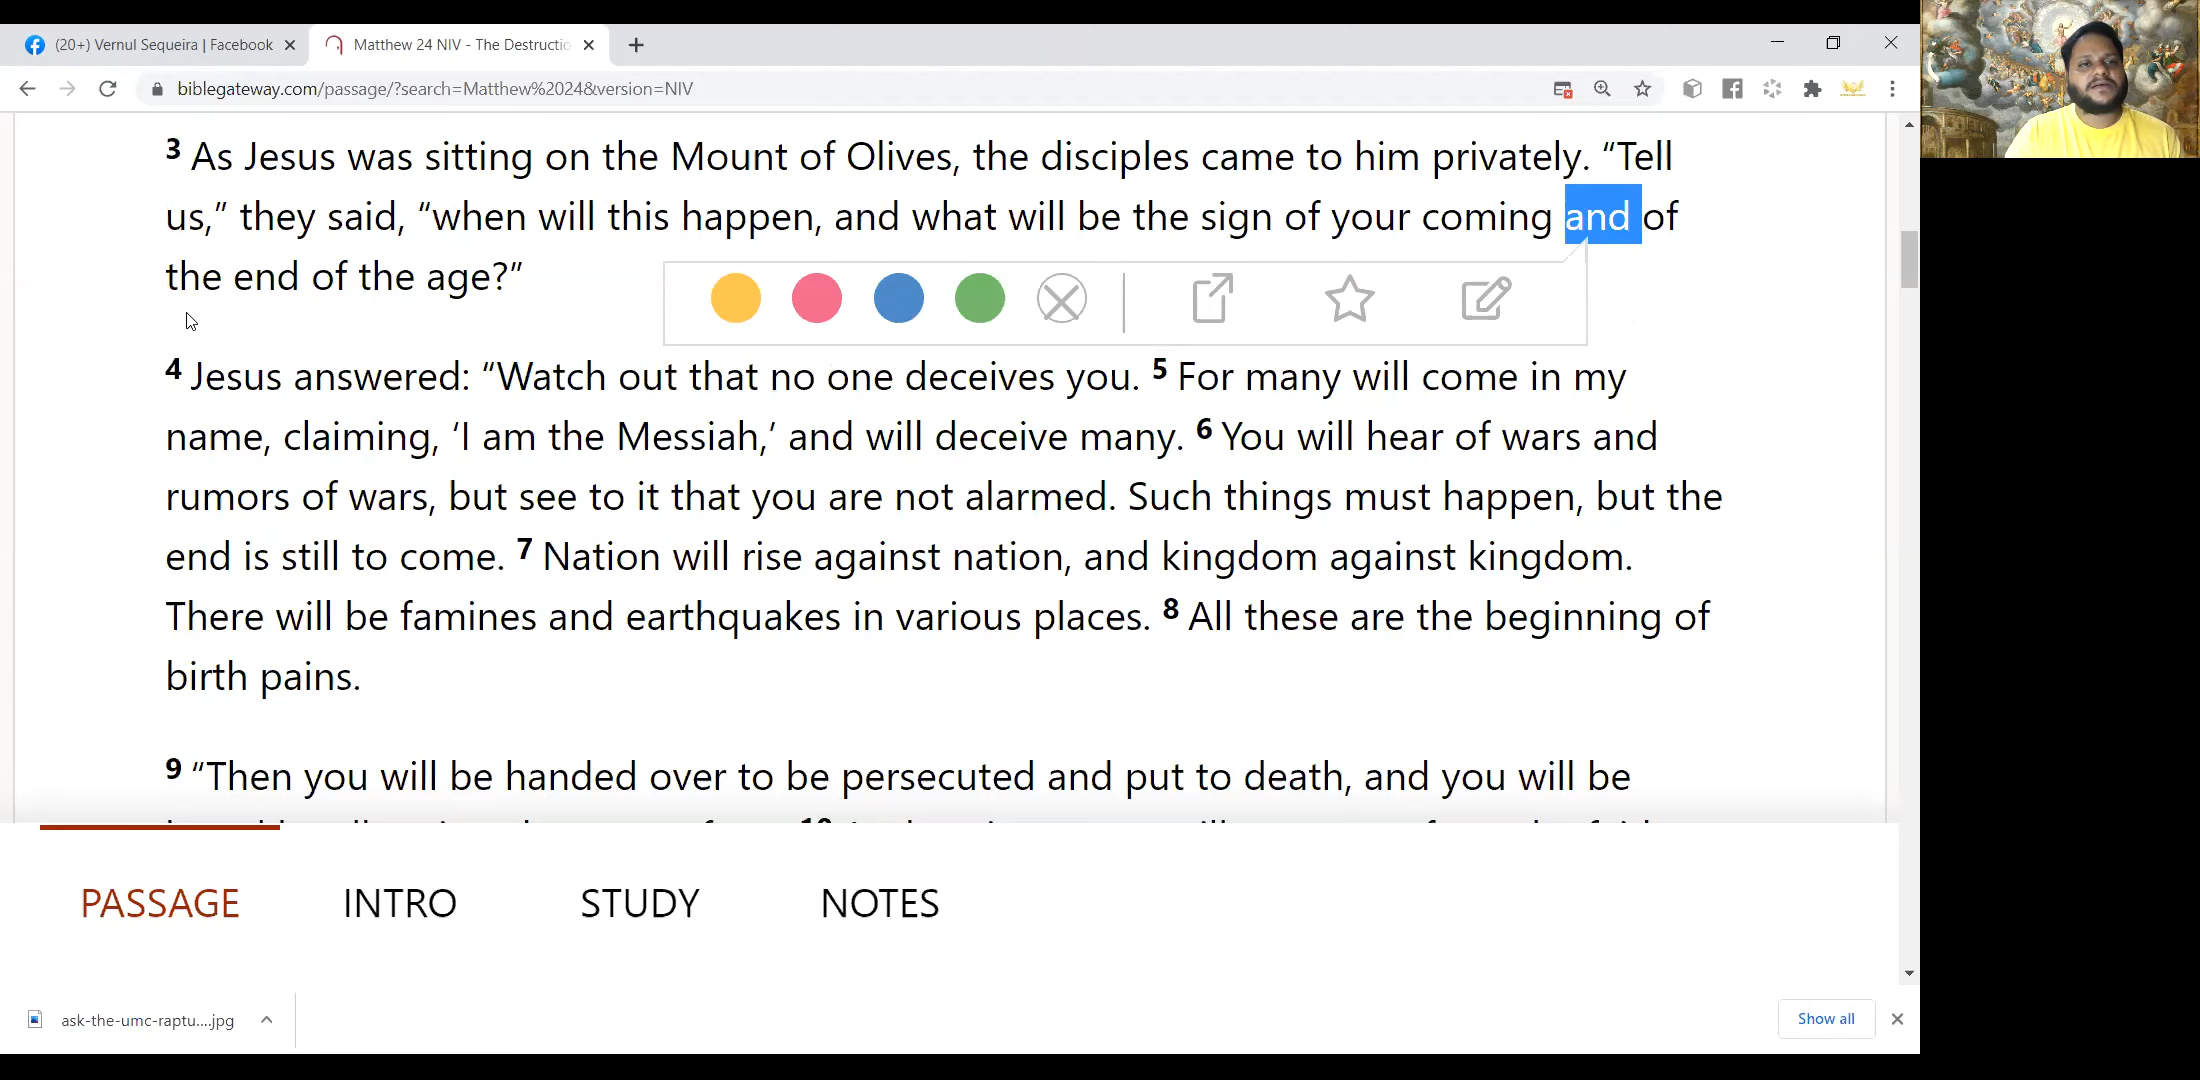 (20+) Vernul Sequeira | Facebook
Matthew 24 NIV - The Destructio
biblegateway.com/passage/?search=Matthew%2024&version=NIV
3 As Jesus was sitting on the Mount of Olives, the disciples came to him privately. “Tell
us,” they said, “when will this happen, and what will be the sign of your coming and of
the end of the age?”
4 Jesus answered: “Watch out that no one deceives you. 5 For many will come in my
name, claiming, ‘I am the Messiah,’ and will deceive many. 6 You will hear of wars and
rumors of wars, but see to it that you are not alarmed. Such things must happen, but the
end is still to come. 7 Nation will rise against nation, and kingdom against kingdom.
There will be famines and earthquakes in various places. 8 All these are the beginning of
birth pains.
9 “Then you will be handed over to be persecuted and put to death, and you will be
PASSAGE INTRO STUDY NOTES
ask-the-umc-raptu....jpg
Show all